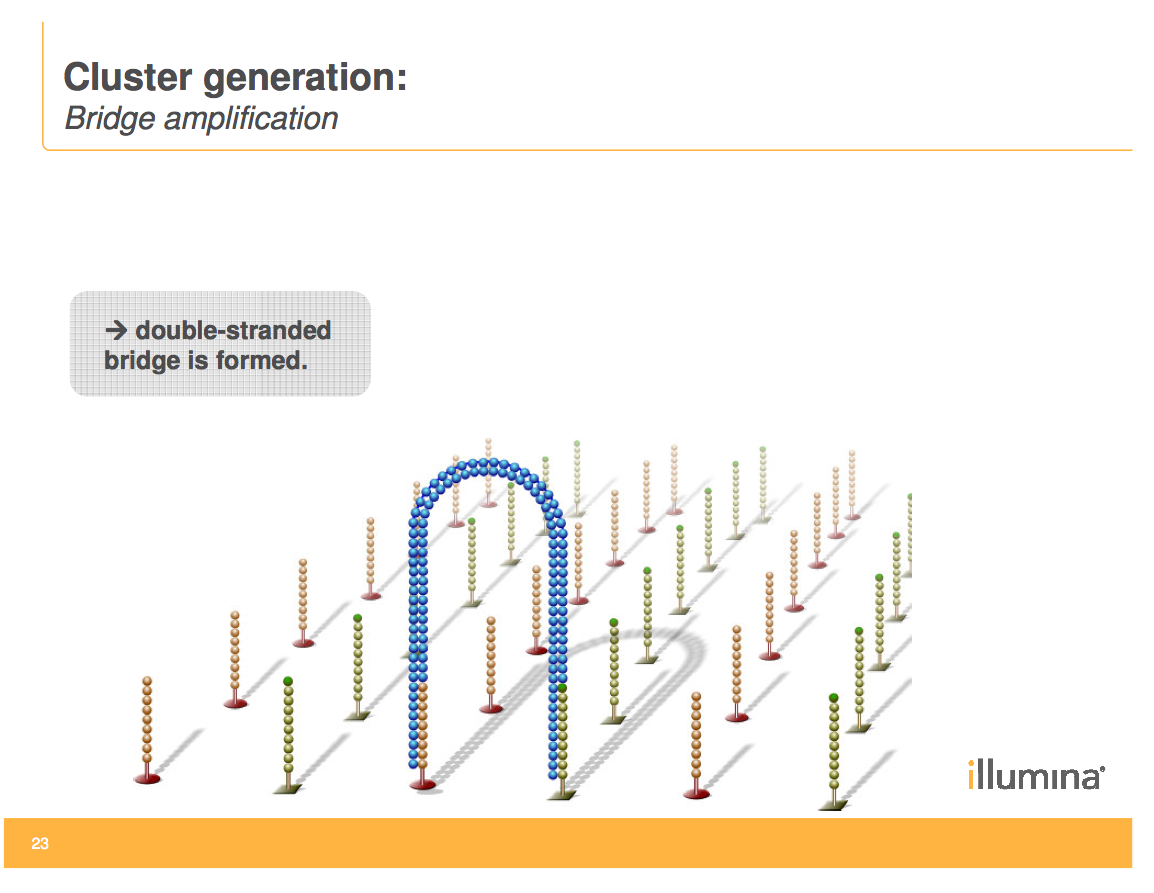 Cluster generation:
Bridge amplification
→ double-stranded
bridge is formed.
illumina®
23